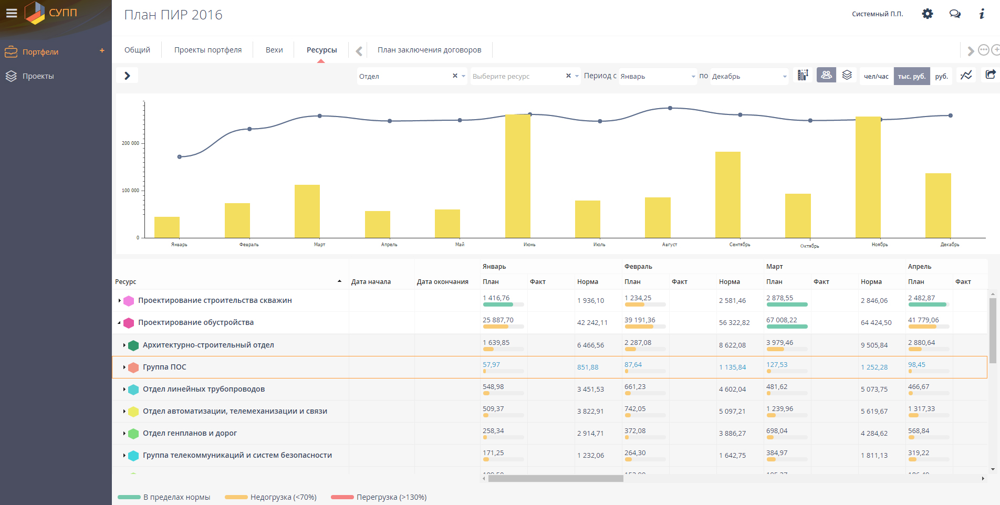 СУПП
План ПИР 2016
Системный П.П.
Портфели +
Проекты
Общий Проекты портфеля Вехи Ресурсы План заключения договоров
Отдел Выберите ресурс Период с Январь по Декабрь чел/час тыс. руб. руб.
200 000
100 000
0
Январь Февраль Март Апрель Май Июнь Июль Август Сентябрь Октябрь Ноябрь Декабрь
Январь Февраль Март Апрель
Ресурс Дата начала Дата окончания План Факт Норма План Факт Норма План Факт Норма План Факт
Проектирование строительства скважин 1 416,76 1 936,10 1 234,25 2 581,46 2 878,55 2 846,06 2 482,87
Проектирование обустройства 25 887,70 42 242,11 39 191,36 56 322,82 67 008,22 64 424,50 41 779,06
Архитектурно-строительный отдел 1 639,85 6 466,56 2 287,08 8 622,08 3 979,46 9 505,84 2 880,64
Группа ПОС 57,97 851,88 87,64 1 135,84 127,53 1 252,28 98,45
Отдел линейных трубопроводов 548,98 3 451,53 661,23 4 602,04 481,62 5 073,75 466,67
Отдел автоматизации, телемеханизации и связи 509,37 3 822,91 742,05 5 097,21 1 239,96 5 619,67 1 317,33
Отдел генпланов и дорог 258,34 2 914,71 372,08 3 886,27 698,04 4 284,62 568,84
Группа телекоммуникаций и систем безопасности 171,25 1 232,06 264,30 1 642,75 384,97 1 811,13 319,22
В пределах нормы Недогрузка (<70%) Перегрузка (>130%)